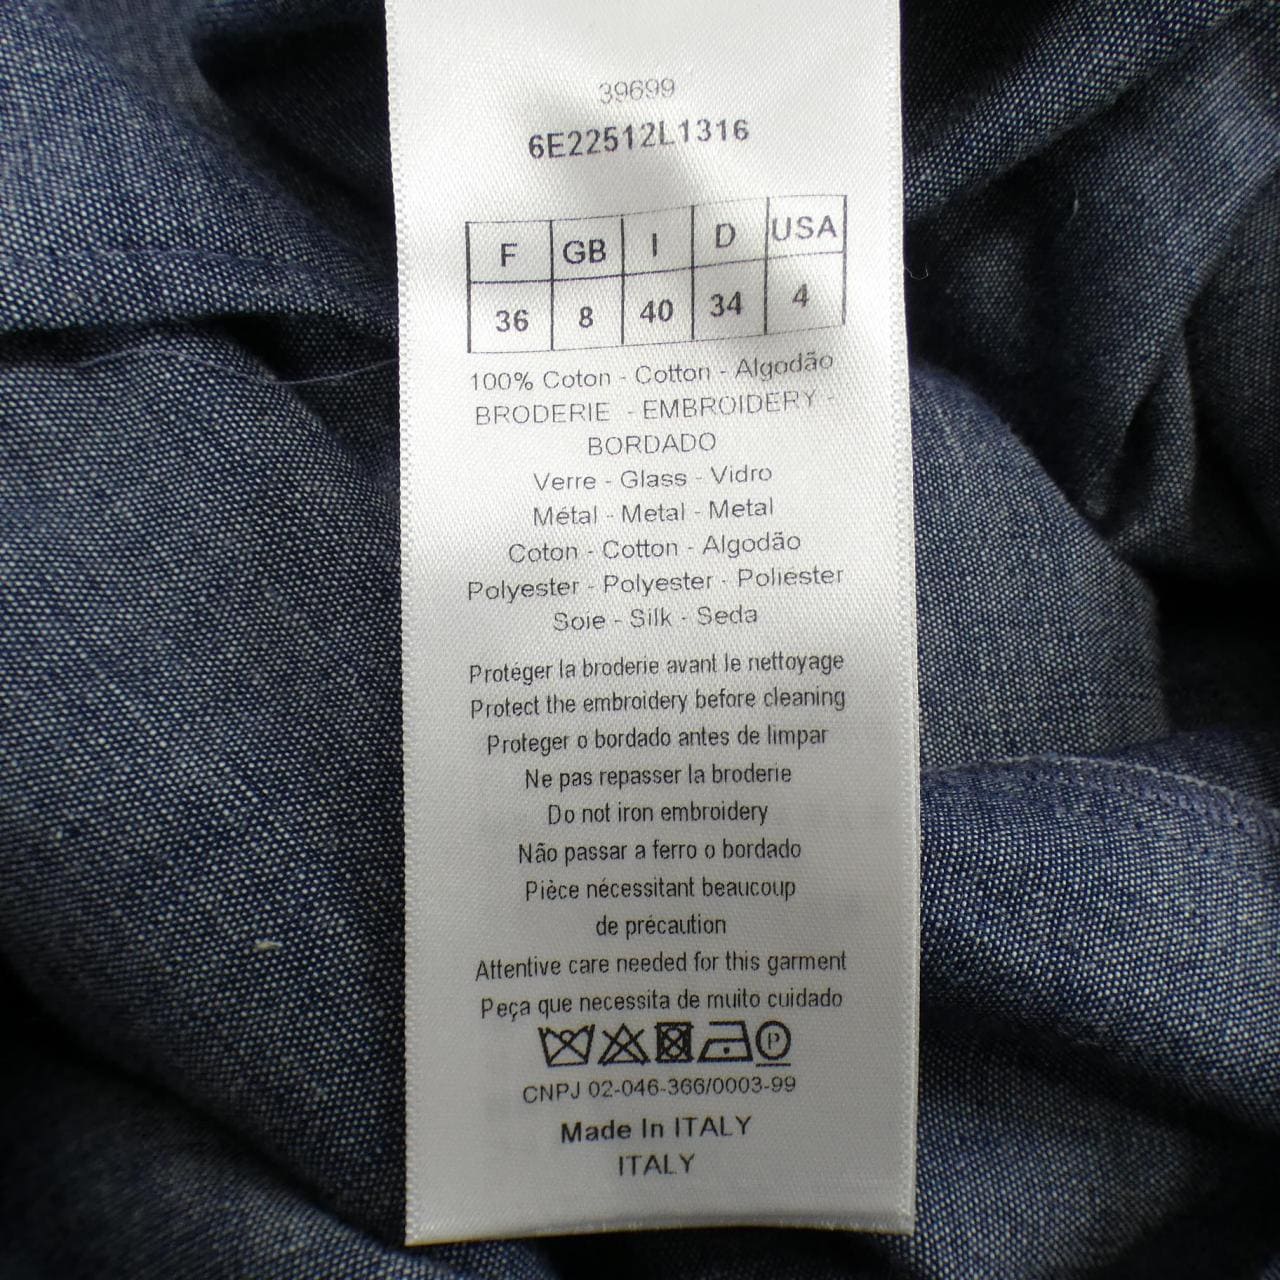 39699
6E22512L1316
F GB I D USA
36 8 40 34 4
100% Coton - Cotton - Algodão
BRODERIE - EMBROIDERY -
BORDADO
Verre - Glass - Vidro
Métal - Metal - Metal
Coton - Cotton - Algodão
Polyester - Polyester - Poliéster
Soie - Silk - Seda
Protéger la broderie avant le nettoyage
Protect the embroidery before cleaning
Proteger o bordado antes de limpar
Ne pas repasser la broderie
Do not iron embroidery
Não passar a ferro o bordado
Pièce nécessitant beaucoup
de précaution
Attentive care needed for this garment
Peça que necessita de muito cuidado
P
CNPJ 02-046-366/0003-99
Made In ITALY
ITALY